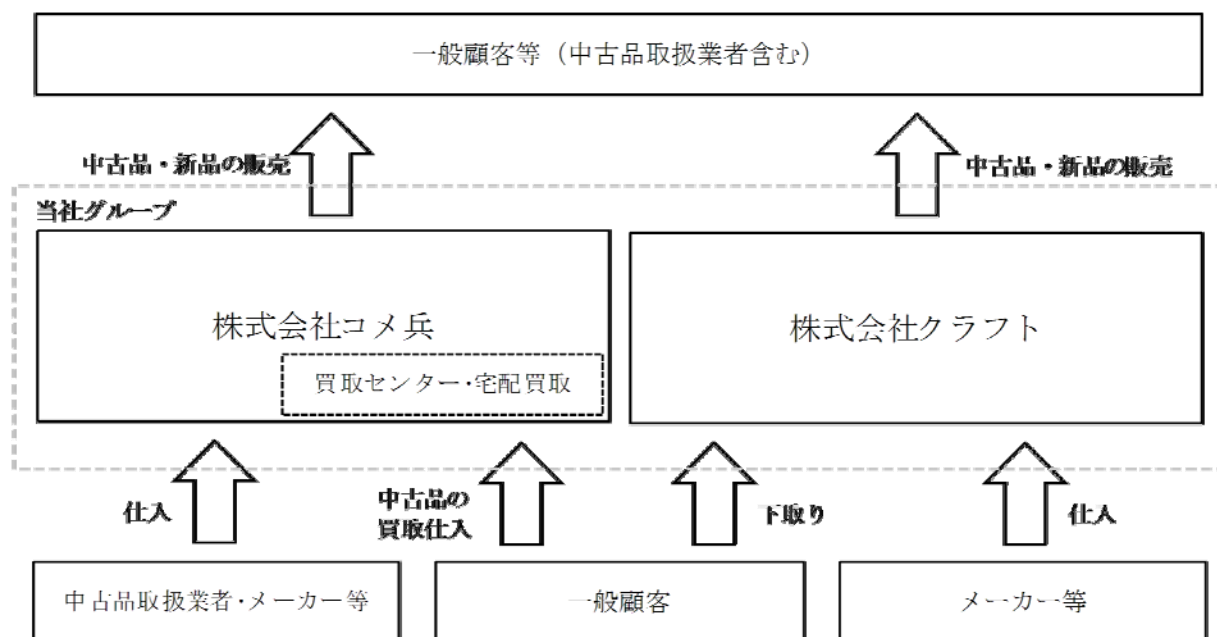 一般顧客等（中古品取扱業者含む）
中古品・新品の販売
中古品・新品の販売
当社グループ
株式会社コメ兵
株式会社クラフト
買取センター・宅配買取
仕入
中古品の
買取仕入
下取り
仕入
中古品取扱業者・メーカー等
一般顧客
メーカー等